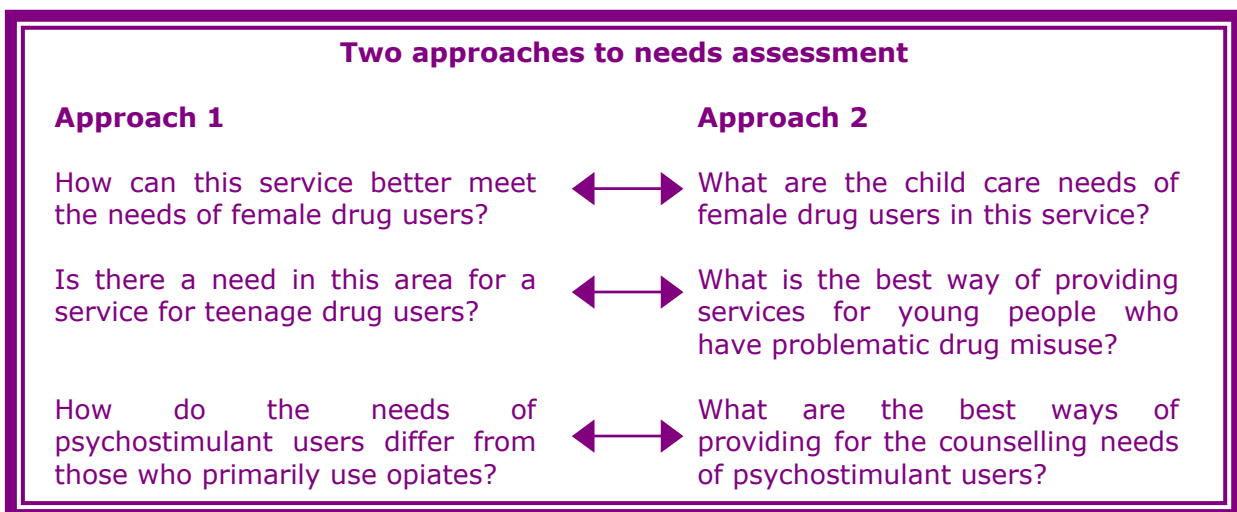 Two approaches to needs assessment
Approach 1
Approach 2
How can this service better meet
the needs of female drug users?
What are the child care needs of
female drug users in this service?
Is there a need in this area for a
service for teenage drug users?
What is the best way of providing
services for young people who
have problematic drug misuse?
How do the needs of
psychostimulant users differ from
those who primarily use opiates?
What are the best ways of
providing for the counselling needs
of psychostimulant users?